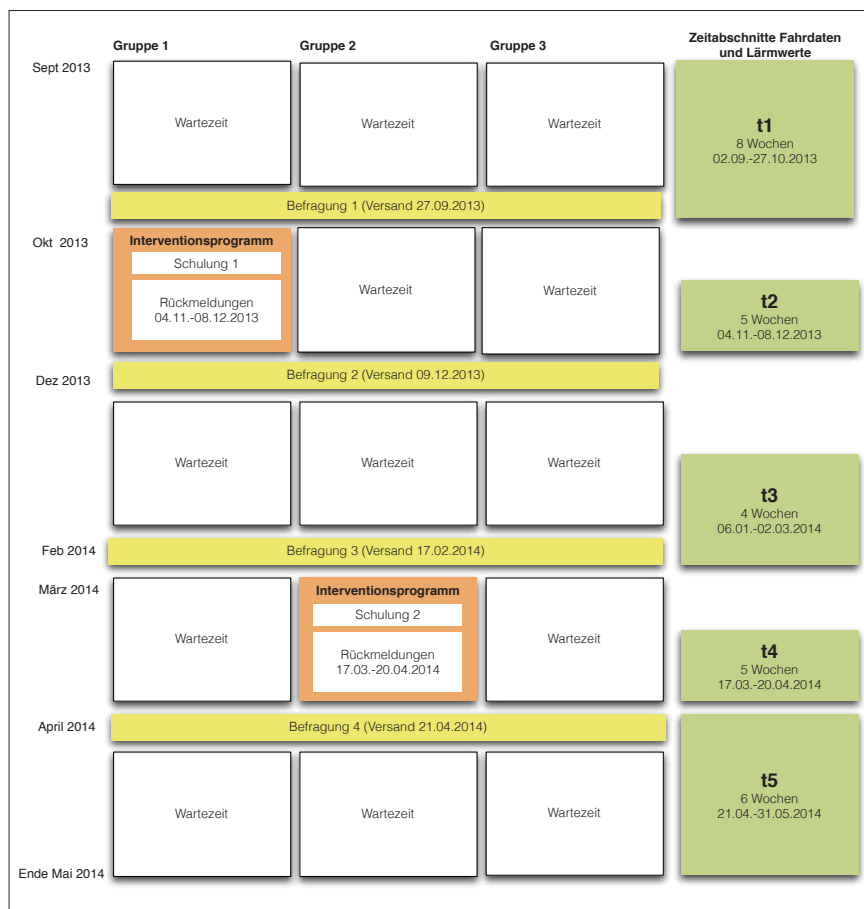 Gruppe 1
Gruppe 2
Gruppe 3
Zeitabschnitte Fahrdaten
und Lärmwerte
Sept 2013
Wartezeit
Wartezeit
Wartezeit
t1
8 Wochen
02.09.-27.10.2013
Befragung 1 (Versand 27.09.2013)
Okt 2013
Interventionsprogramm
Schulung 1
Rückmeldungen
04.11.-08.12.2013
Wartezeit
Wartezeit
t2
5 Wochen
04.11.-08.12.2013
Dez 2013
Befragung 2 (Versand 09.12.2013)
Wartezeit
Wartezeit
Wartezeit
t3
4 Wochen
06.01.-02.03.2014
Feb 2014
Befragung 3 (Versand 17.02.2014)
März 2014
Wartezeit
Interventionsprogramm
Schulung 2
Rückmeldungen
17.03.-20.04.2014
Wartezeit
t4
5 Wochen
17.03.-20.04.2014
April 2014
Befragung 4 (Versand 21.04.2014)
Wartezeit
Wartezeit
Wartezeit
t5
6 Wochen
21.04.-31.05.2014
Ende Mai 2014